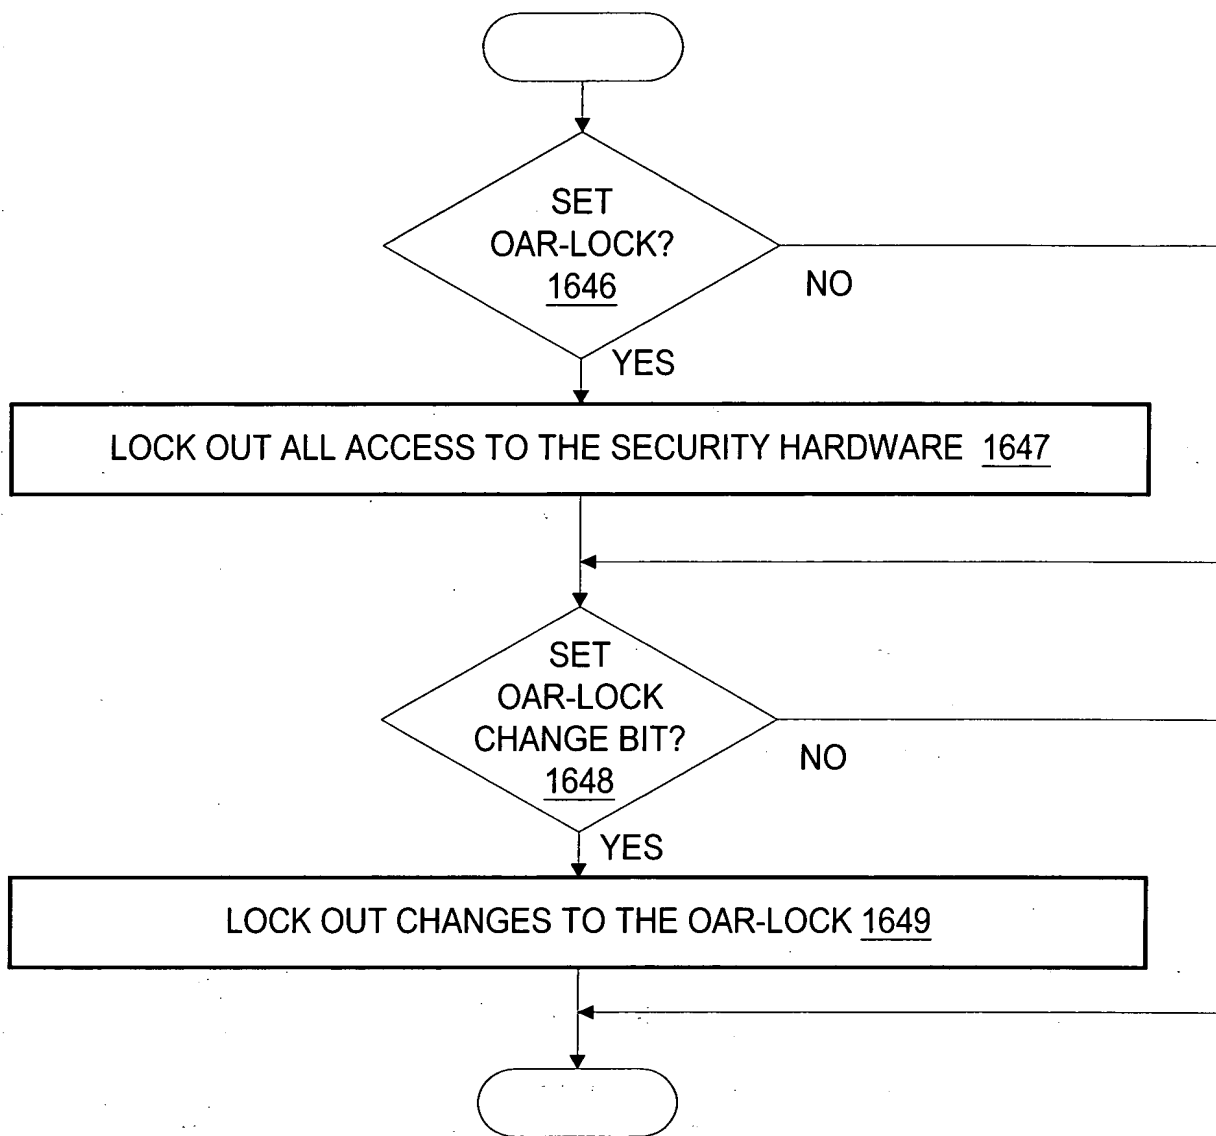 SET
OAR-LOCK?
1646
NO
YES
LOCK OUT ALL ACCESS TO THE SECURITY HARDWARE 1647
SET
OAR-LOCK
CHANGE BIT?
1648
NO
YES
LOCK OUT CHANGES TO THE OAR-LOCK 1649